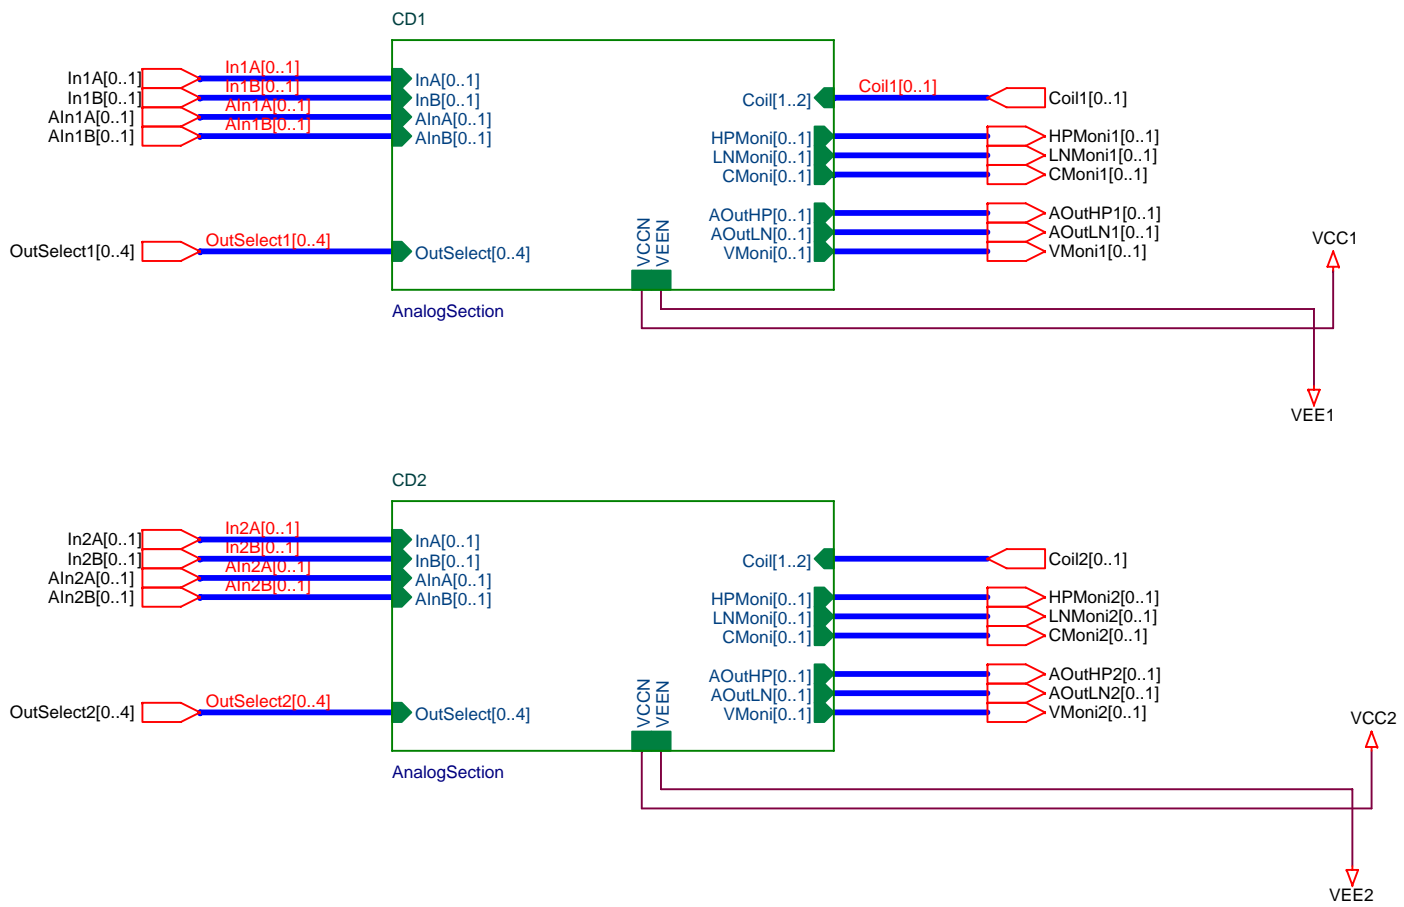 CD1
In1A[0..1] In1A[0..1] InA[0..1]
In1B[0..1] In1B[0..1] InB[0..1] Coil[1..2] Coil1[0..1] Coil1[0..1]
AIn1A[0..1] AIn1A[0..1] AInA[0..1]
AIn1B[0..1] AIn1B[0..1] AInB[0..1] HPMoni[0..1] HPMoni1[0..1]
LNMoni[0..1] LNMoni1[0..1]
CMoni[0..1] CMoni1[0..1]
AOutHP[0..1] AOutHP1[0..1]
AOutLN[0..1] AOutLN1[0..1]
OutSelect1[0..4] OutSelect1[0..4] OutSelect[0..4] VCCN VEEN VMoni[0..1] VMoni1[0..1] VCC1
AnalogSection
VEE1
CD2
In2A[0..1] In2A[0..1] InA[0..1]
In2B[0..1] In2B[0..1] InB[0..1] Coil[1..2] Coil2[0..1]
AIn2A[0..1] AIn2A[0..1] AInA[0..1]
AIn2B[0..1] AIn2B[0..1] AInB[0..1] HPMoni[0..1] HPMoni2[0..1]
LNMoni[0..1] LNMoni2[0..1]
CMoni[0..1] CMoni2[0..1]
AOutHP[0..1] AOutHP2[0..1]
AOutLN[0..1] AOutLN2[0..1]
OutSelect2[0..4] OutSelect2[0..4] OutSelect[0..4] VCCN VEEN VMoni[0..1] VMoni2[0..1] VCC2
AnalogSection
VEE2